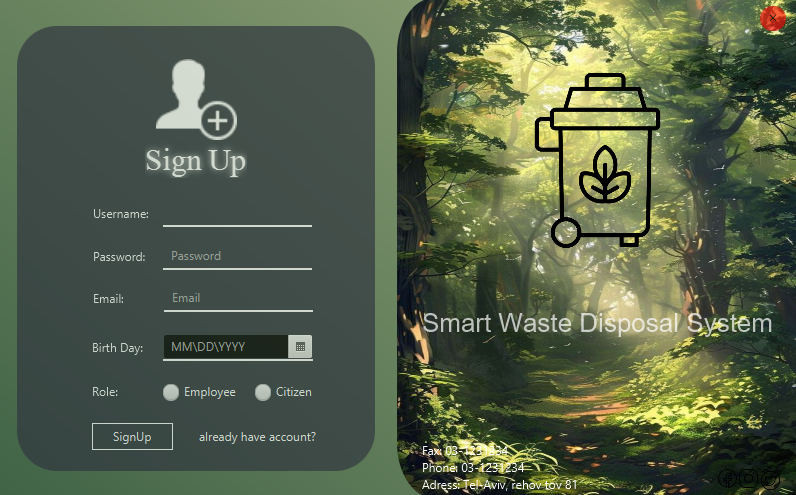 Sign Up
Username:
Password: Password
Email: Email
Birth Day: MM\DD\YYYY
Role: Employee Citizen
SignUp already have account?
Smart Waste Disposal System
Fax: 03-1231234
Phone: 03-1231234
Adress: Tel-Aviv, rehov tov 81